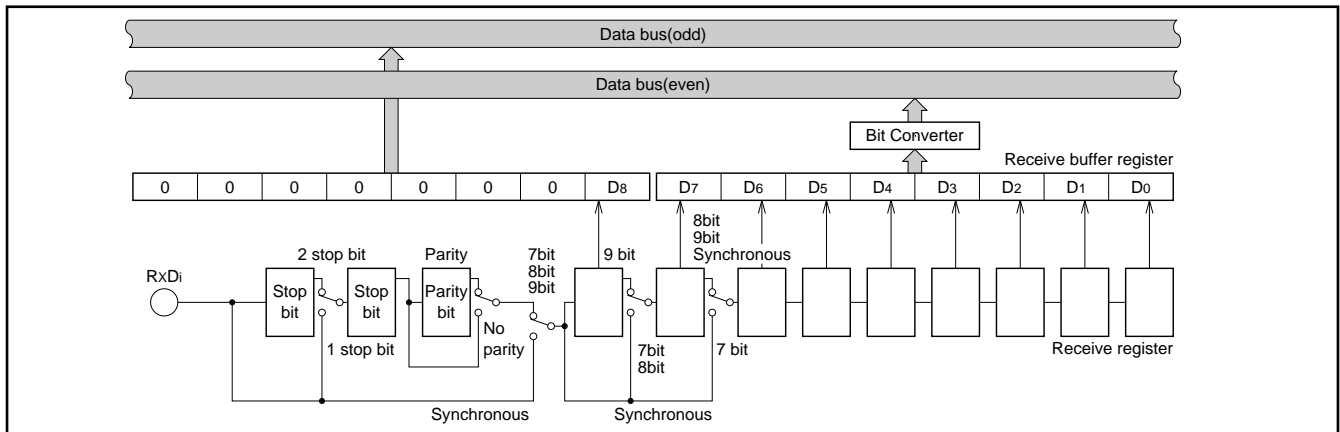 Data bus(odd)
Data bus(even)
Bit Converter
Receive buffer register
0 0 0 0 0 0 0 D8 D7 D6 D5 D4 D3 D2 D1 D0
8bit
9bit
Synchronous
2 stop bit
Parity
7bit
8bit
9bit
9 bit
RXDi
Stop
bit
Stop
bit
Parity
bit
1 stop bit
No
parity
7bit
8bit
7 bit
Receive register
Synchronous
Synchronous